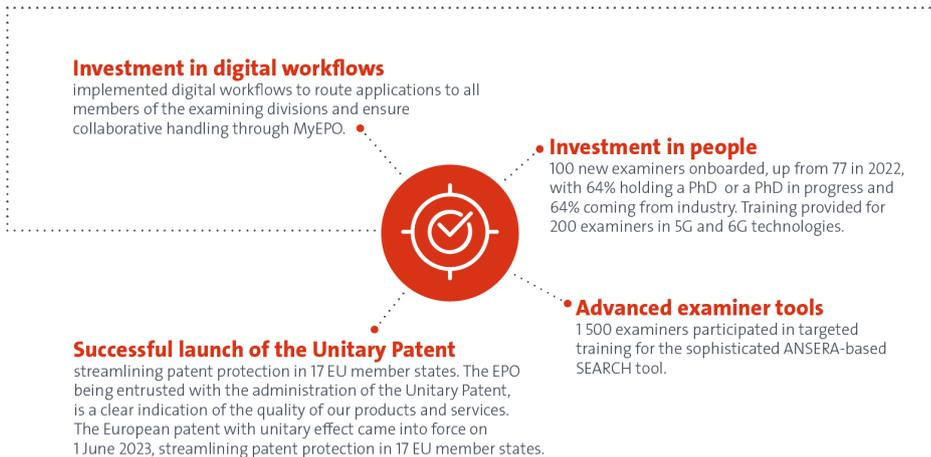 Investment in digital workflows
implemented digital workflows to route applications to all
members of the examining divisions and ensure
collaborative handling through MyEPO.
Investment in people
100 new examiners onboarded, up from 77 in 2022,
with 64% holding a PhD or a PhD in progress and
64% coming from industry. Training provided for
200 examiners in 5G and 6G technologies.
Advanced examiner tools
1 500 examiners participated in targeted
training for the sophisticated ANSERA-based
SEARCH tool.
Successful launch of the Unitary Patent
streamlining patent protection in 17 EU member states. The EPO
being entrusted with the administration of the Unitary Patent,
is a clear indication of the quality of our products and services.
The European patent with unitary effect came into force on
1 June 2023, streamlining patent protection in 17 EU member states.